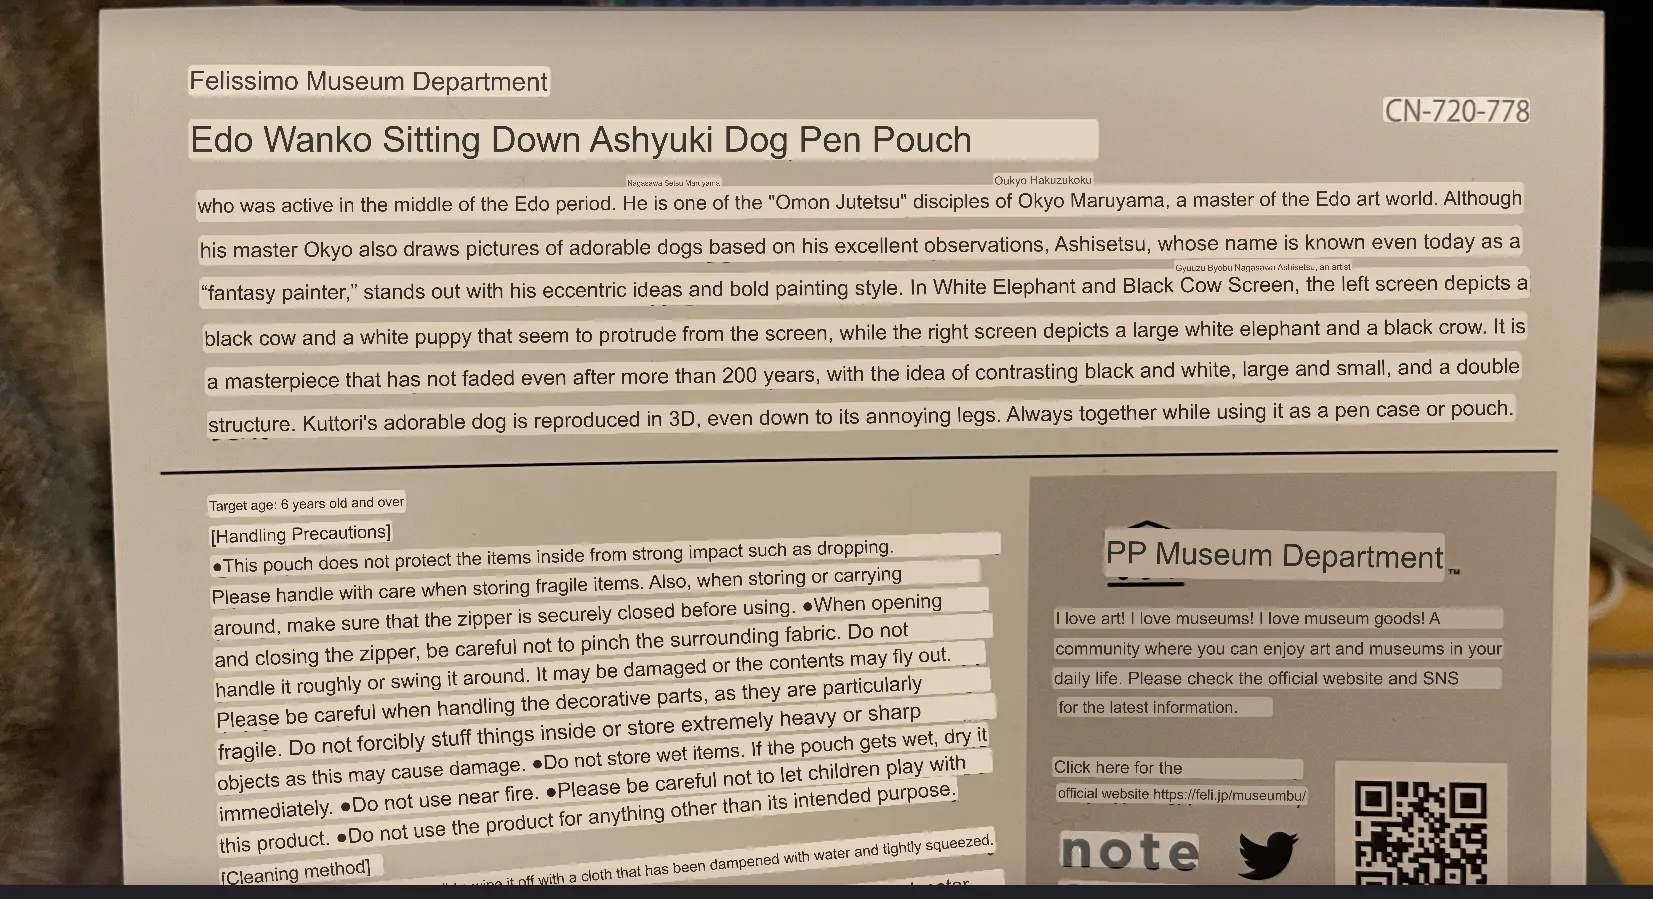 Felissimo Museum Department
CN-720-778
Edo Wanko Sitting Down Ashyuki Dog Pen Pouch
Nagasawa Setsu Maruyama
Oukyo Hakuzukoku
who was active in the middle of the Edo period. He is one of the "Omon Jutetsu" disciples of Okyo Maruyama, a master of the Edo art world. Although
his master Okyo also draws pictures of adorable dogs based on his excellent observations, Ashisetsu, whose name is known even today as a
Gyuuzu Byobu Nagasawa Ashisetsu, an artist
“fantasy painter,” stands out with his eccentric ideas and bold painting style. In White Elephant and Black Cow Screen, the left screen depicts a
black cow and a white puppy that seem to protrude from the screen, while the right screen depicts a large white elephant and a black crow. It is
a masterpiece that has not faded even after more than 200 years, with the idea of contrasting black and white, large and small, and a double
structure. Kuttori's adorable dog is reproduced in 3D, even down to its annoying legs. Always together while using it as a pen case or pouch.
Target age: 6 years old and over
[Handling Precautions]
●This pouch does not protect the items inside from strong impact such as dropping.
Please handle with care when storing fragile items. Also, when storing or carrying
around, make sure that the zipper is securely closed before using. ●When opening
and closing the zipper, be careful not to pinch the surrounding fabric. Do not
handle it roughly or swing it around. It may be damaged or the contents may fly out.
Please be careful when handling the decorative parts, as they are particularly
fragile. Do not forcibly stuff things inside or store extremely heavy or sharp
objects as this may cause damage. ●Do not store wet items. If the pouch gets wet, dry it
immediately. ●Do not use near fire. ●Please be careful not to let children play with
this product. ●Do not use the product for anything other than its intended purpose.
[Cleaning method]
it off with a cloth that has been dampened with water and tightly squeezed.
PP Museum Department™
I love art! I love museums! I love museum goods! A
community where you can enjoy art and museums in your
daily life. Please check the official website and SNS
for the latest information.
Click here for the
official website https://feli.jp/museumbu/
note